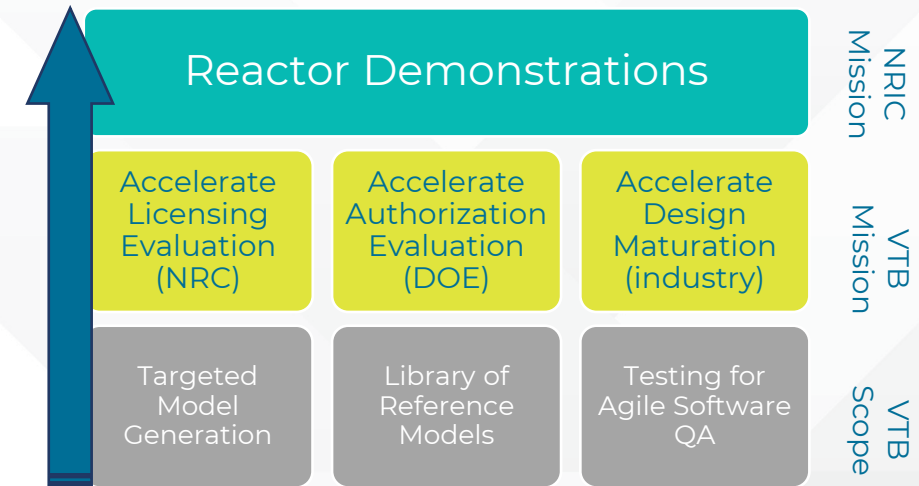 Reactor Demonstrations
NRIC
Mission
Accelerate
Licensing
Evaluation
(NRC)
Accelerate
Authorization
Evaluation
(DOE)
Accelerate
Design
Maturation
(industry)
VTB
Mission
Targeted
Model
Generation
Library of
Reference
Models
Testing for
Agile Software
QA
VTB
Scope